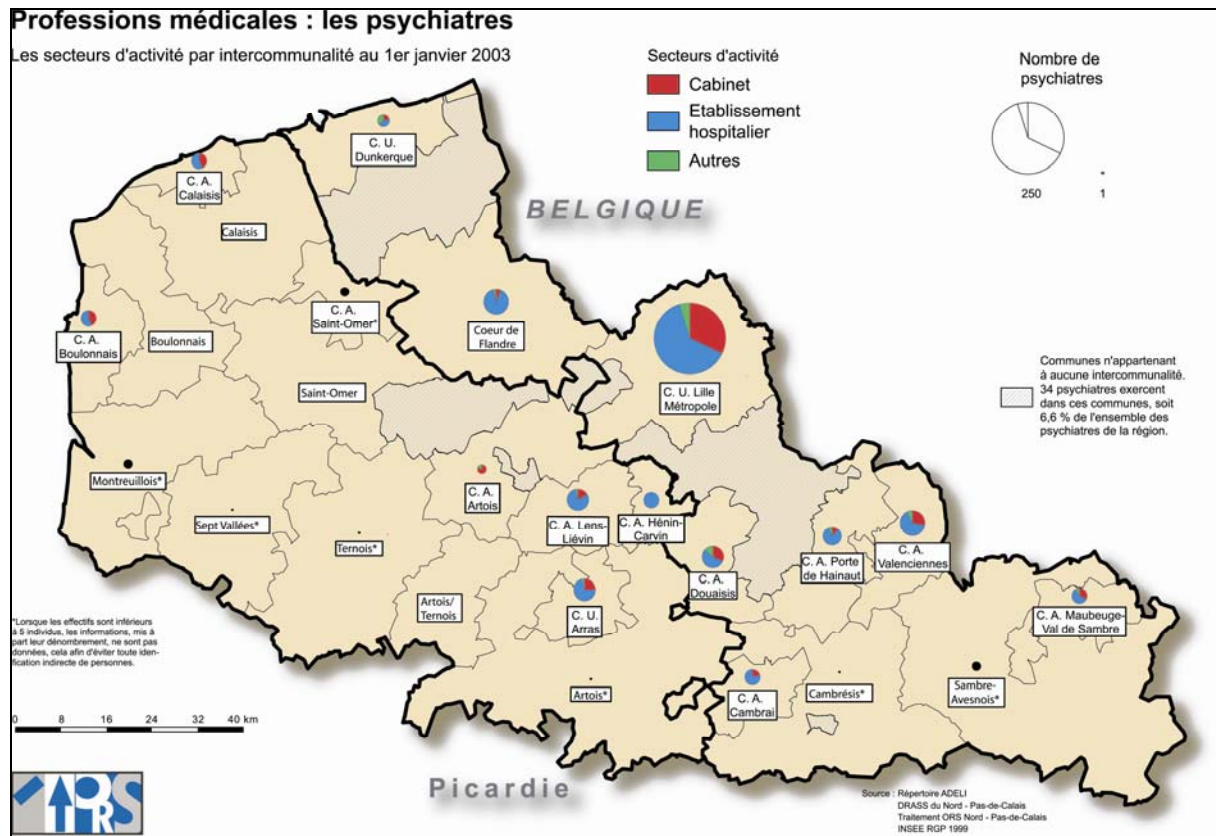 Professions médicales : les psychiatres
Les secteurs d'activité par intercommunalité au 1er janvier 2003
Secteurs d'activité
Cabinet
Etablissement
hospitalier
Autres
Nombre de
psychiatres
250
1
C. U.
Dunkerque
C. A.
Calaisis
BELGIQUE
Calaisis
C. A.
Saint-Omer*
Coeur de
Flandre
C. A.
Boulonnais
Boulonnais
C. U. Lille
Métropole
Communes n'appartenant
à aucune intercommunalité.
34 psychiatres exercent
dans ces communes, soit
6,6 % de l'ensemble des
psychiatres de la région.
Saint-Omer
Montreuillois*
C. A.
Artois
Sept Vallées*
C. A. Lens-
Liévin
C. A. Hénin-
Carvin
Ternois*
C. A.
Douaisis
C. A. Porte
de Hainaut
C. A.
Valenciennes
Artois/
Ternois
C. U.
Arras
C. A. Maubeuge-
Val de Sambre
*Lorsque les effectifs sont inférieurs
à 5 individus, les informations, mis à
part leur dénombrement, ne sont pas
données, cela afin d'éviter toute iden-
fication indirecte de personnes.
Artois*
C. A.
Cambrai
Cambrésis*
Sambre-
Avesnois*
0 8 16 24 32 40 km
Picardie
Source : Répertoire ADELI
DRASS du Nord - Pas-de-Calais
Traitement ORS Nord - Pas-de-Calais
INSEE RGP 1999
ORS